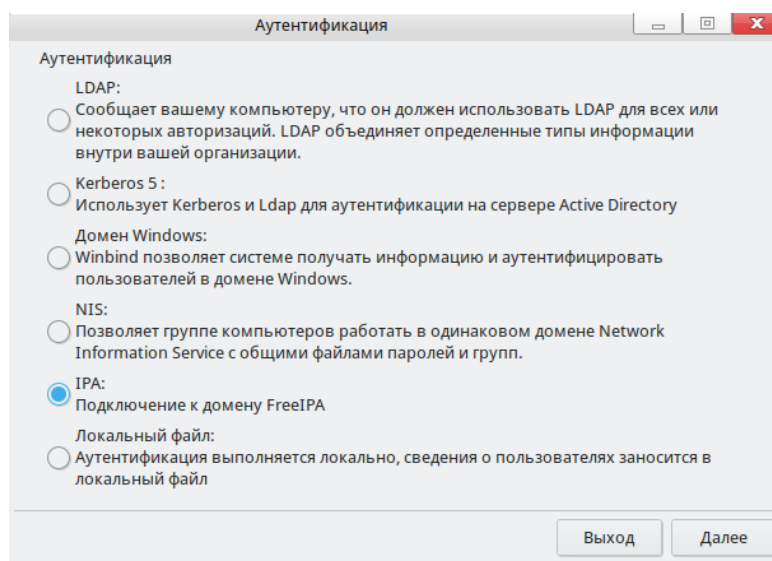 Аутентификация
Аутентификация
LDAP:
Сообщает вашему компьютеру, что он должен использовать LDAP для всех или
некоторых авторизаций. LDAP объединяет определенные типы информации
внутри вашей организации.
Kerberos 5 :
Использует Kerberos и Ldap для аутентификации на сервере Active Directory
Домен Windows:
Winbind позволяет системе получать информацию и аутентифицировать
пользователей в домене Windows.
NIS:
Позволяет группе компьютеров работать в одинаковом домене Network
Information Service с общими файлами паролей и групп.
IPA:
Подключение к домену FreeIPA
Локальный файл:
Аутентификация выполняется локально, сведения о пользователях заносится в
локальный файл
Выход Далее